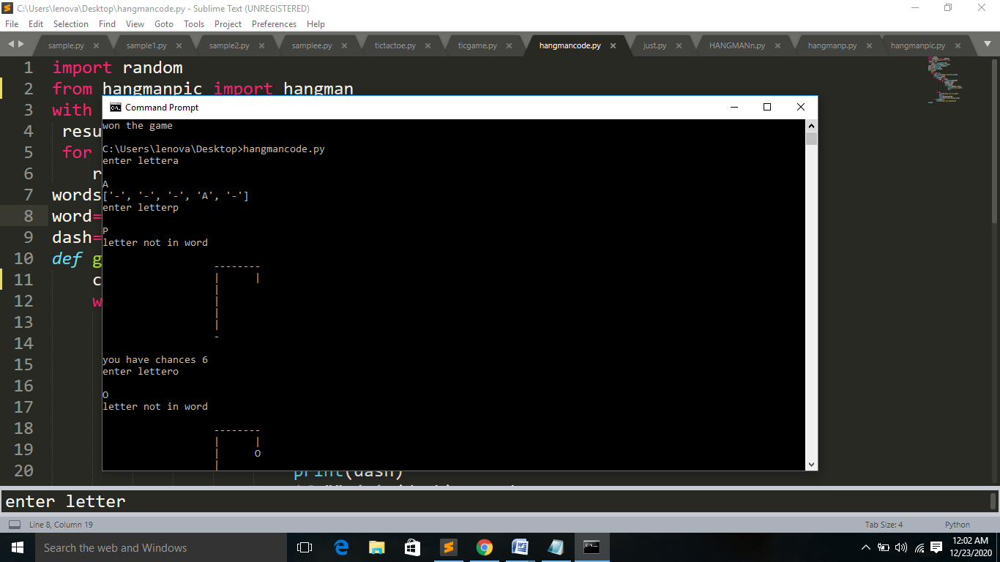 C:\Users\lenova\Desktop\hangmancode.py - Sublime Text (UNREGISTERED)
File Edit Selection Find View Goto Tools Project Preferences Help
sample.py sample1.py sample2.py samplee.py tictactoe.py ticgame.py hangmancode.py just.py HANGMANn.py hangmanp.py hangmanpic.py
1 import random
2 from hangmanpic import hangman
3 with
4 resu
5 for
6 r
7 words
8 word=
9 dash=
10 def g
11 c
12 w
13
14
15
16
17
18
19
20 print(dash)
Command Prompt
won the game
C:\Users\lenova\Desktop>hangmancode.py
enter lettera
A
['-', '-', '-', 'A', '-']
enter letterp
P
letter not in word
--------
| |
|
|
|
|
-
you have chances 6
enter lettero
O
letter not in word
--------
| |
| O
|
enter letter
Line 8, Column 19 Tab Size: 4 Python
Search the web and Windows
12:02 AM
12/23/2020